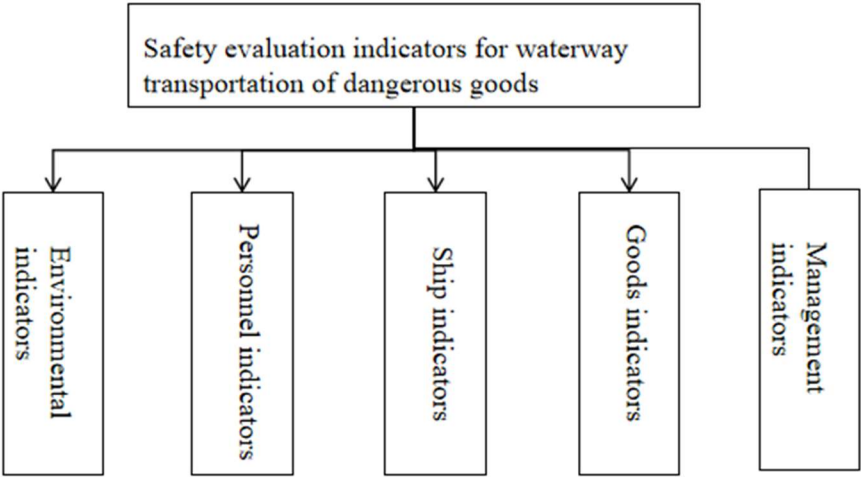 Safety evaluation indicators for waterway
transportation of dangerous goods
Environmental
indicators
Personnel indicators
Ship indicators
Goods indicators
Management
indicators